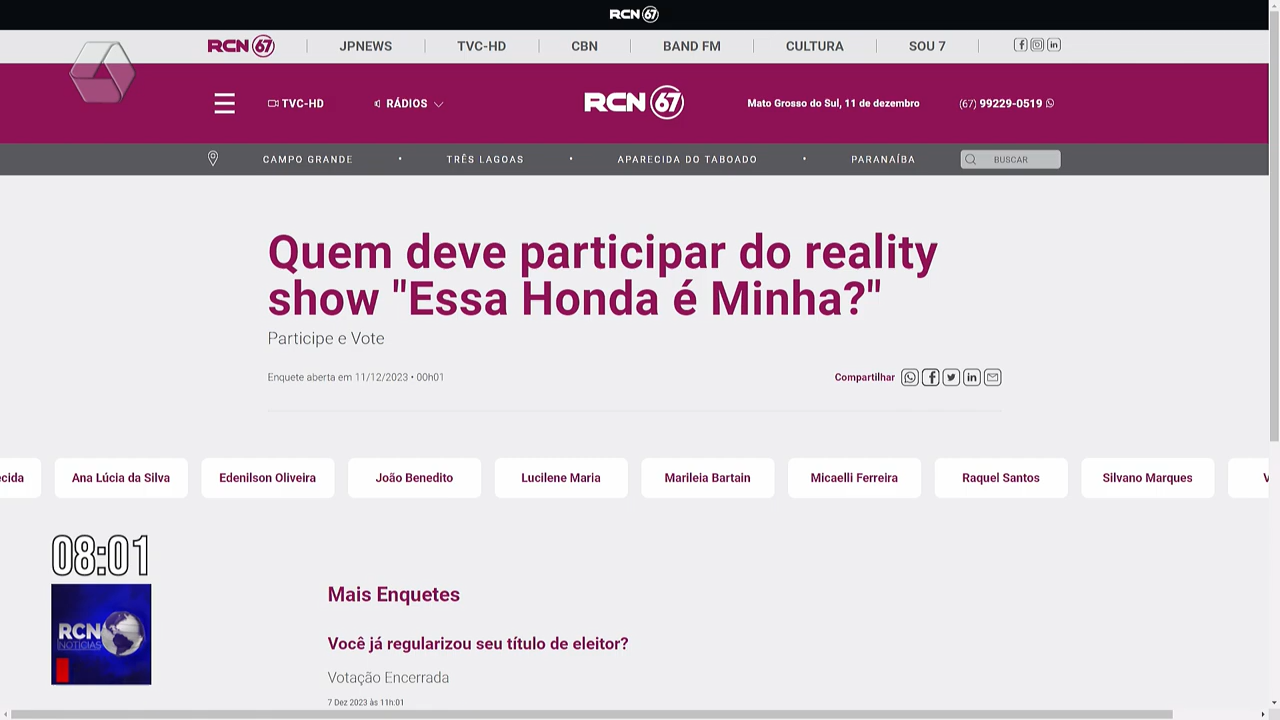 RCN 67
RCN 67 JPNEWS TVC-HD CBN BAND FM CULTURA SOU 7
TVC-HD RÁDIOS RCN 67 Mato Grosso do Sul, 11 de dezembro (67) 99229-0519
CAMPO GRANDE • TRÊS LAGOAS • APARECIDA DO TABOADO • PARANAÍBA BUSCAR
Quem deve participar do reality
show "Essa Honda é Minha?"
Participe e Vote
Enquete aberta em 11/12/2023 • 00h01 Compartilhar
Ana Lúcia da Silva Edenilson Oliveira João Benedito Lucilene Maria Marileia Bartain Micaelli Ferreira Raquel Santos Silvano Marques
08:01
RCN
NOTÍCIAS
Mais Enquetes
Você já regularizou seu título de eleitor?
Votação Encerrada
7 Dez 2023 às 11h:01